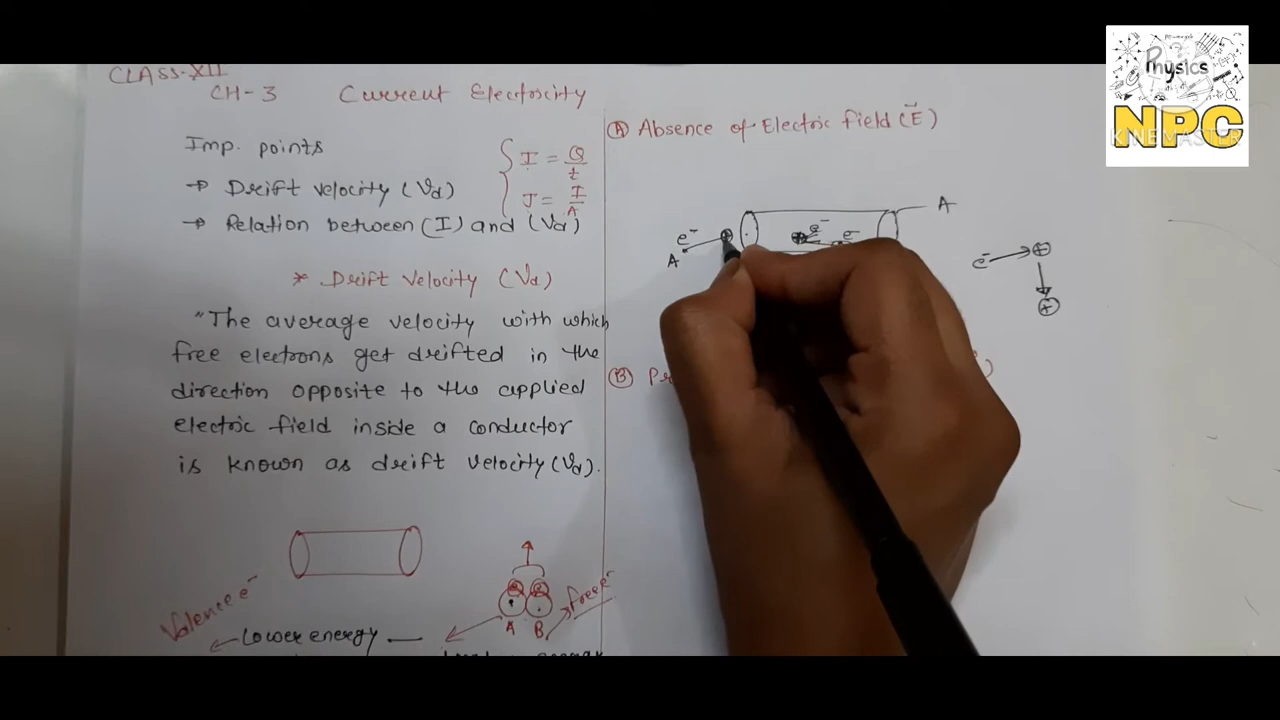 CLASS-XII
CH-3 Current Electricity
Imp. points
→ Drift velocity (Vd)
→ Relation between (I) and (Vd)
I = Q/t
J = I/A
* Drift velocity (Vd)
"The average velocity with which
free electrons get drifted in the
direction opposite to the applied
electric field inside a conductor
is known as drift velocity (Vd).
Valence e⁻
Lower energy
A B
Free e⁻
Ⓐ Absence of Electric field (E⃗)
A
e⁻ e⁻
e⁻
A
e⁻
Ⓑ
Physics
NPC
KINEMASTER